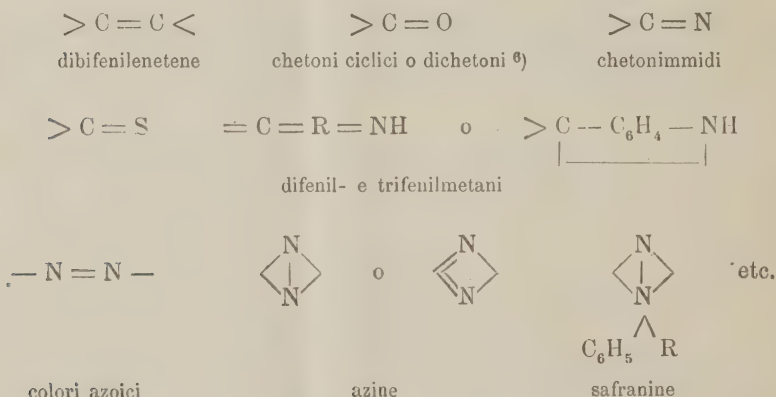 > C = C <   > C = O   > C = N
dibifenilenetene   chetoni ciclici o dichetoni ⁶)   chetonimmidi
> C = S   = C = R = NH   o   > C -- C₆H₄ — NH
difenil- e trifenilmetani
— N = N —   N   N   o   N   N   N   N   etc.
C₆H₅   R
colori azoici   azine   safranine